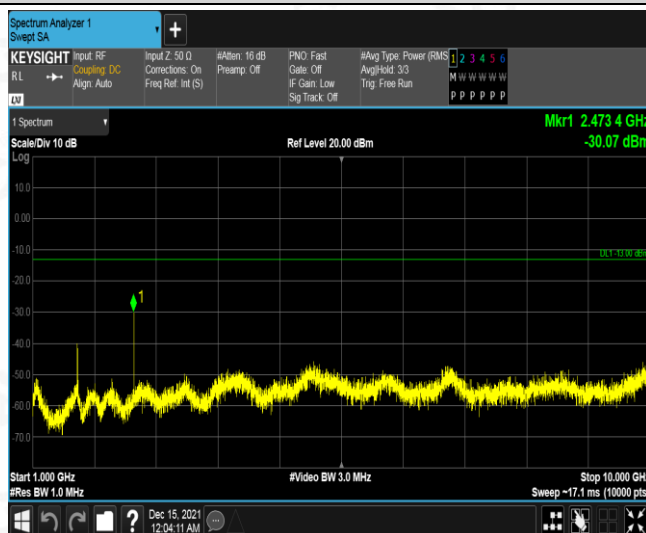 Spectrum Analyzer 1
Swept SA
+
KEYSIGHT
RL
LXI
Input: RF
Coupling: DC
Align: Auto
Input Z: 50 Ω
Corrections: On
Freq Ref: Int (S)
#Atten: 16 dB
Preamp: Off
PNO: Fast
Gate: Off
IF Gain: Low
Sig Track: Off
#Avg Type: Power (RMS
Avg|Hold: 3/3
Trig: Free Run
1 2 3 4 5 6
M W W W W W
P P P P P P
1 Spectrum
Scale/Div 10 dB
Ref Level 20.00 dBm
Mkr1 2.473 4 GHz
-30.07 dBm
Log
10.0
0.00
-10.0
DL1 -13.00 dBm
-20.0
1
-30.0
-40.0
-50.0
-60.0
-70.0
Start 1.000 GHz
#Video BW 3.0 MHz
Stop 10.000 GHz
#Res BW 1.0 MHz
Sweep ~17.1 ms (10000 pts
?
Dec 15, 2021
12:04:11 AM